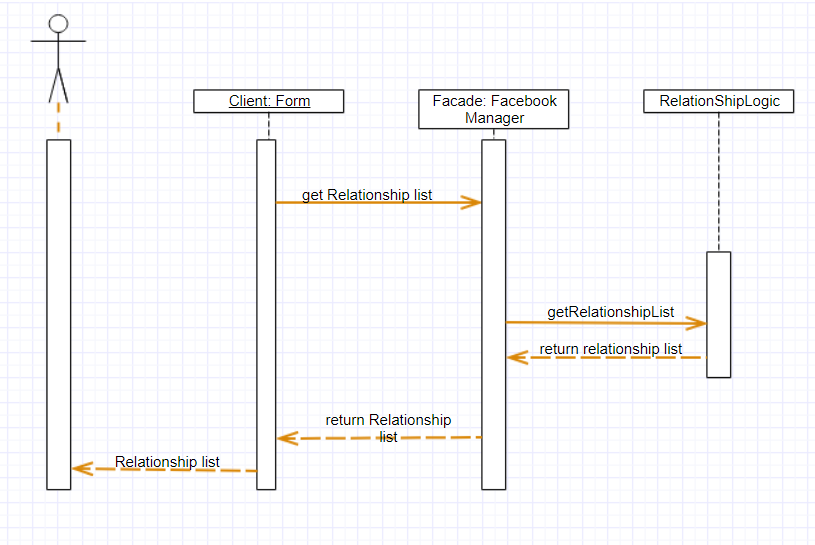 Client: Form
Facade: Facebook
Manager
RelationShipLogic
get Relationship list
getRelationshipList
return relationship list
return Relationship
list
Relationship list